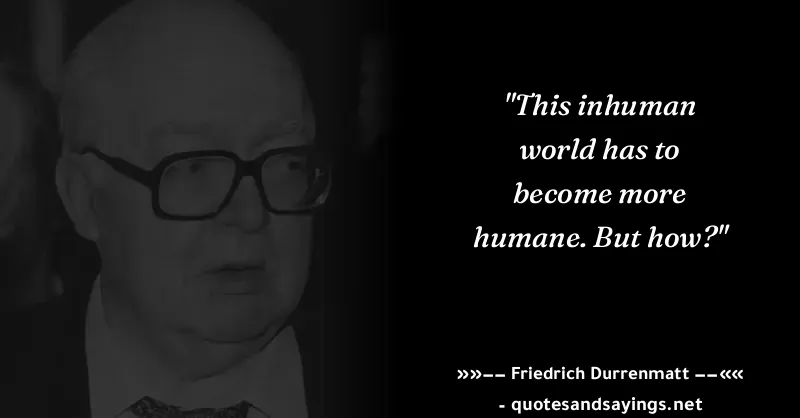 "This inhuman
world has to
become more
humane. But how?"
»»–– Friedrich Durrenmatt ––««
- quotesandsayings.net